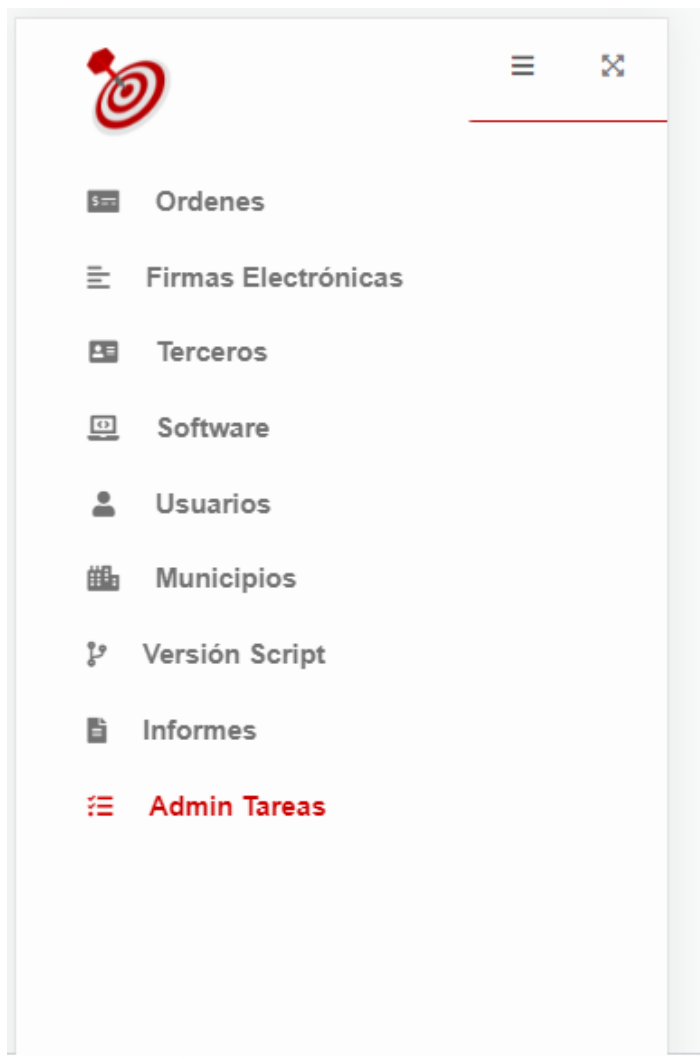 Ordenes
Firmas Electrónicas
Terceros
Software
Usuarios
Municipios
Versión Script
Informes
Admin Tareas